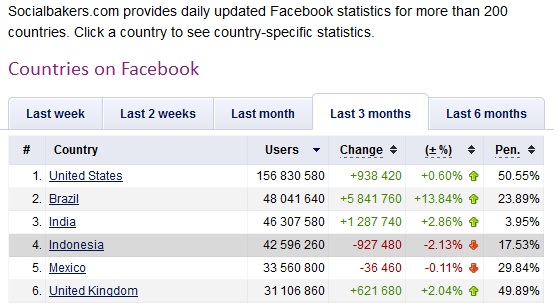 Socialbakers.com provides daily updated Facebook statistics for more than 200
countries. Click a country to see country-specific statistics.
Countries on Facebook
Last week Last 2 weeks Last month Last 3 months Last 6 months
# Country Users Change (± %) Pen.
1. United States 156 830 580 +938 420 +0.60% 50.55%
2. Brazil 48 041 640 +5 841 760 +13.84% 23.89%
3. India 46 307 580 +1 287 740 +2.86% 3.95%
4. Indonesia 42 596 260 -927 480 -2.13% 17.53%
5. Mexico 33 560 800 -36 460 -0.11% 29.84%
6. United Kingdom 31 106 860 +621 680 +2.04% 49.89%